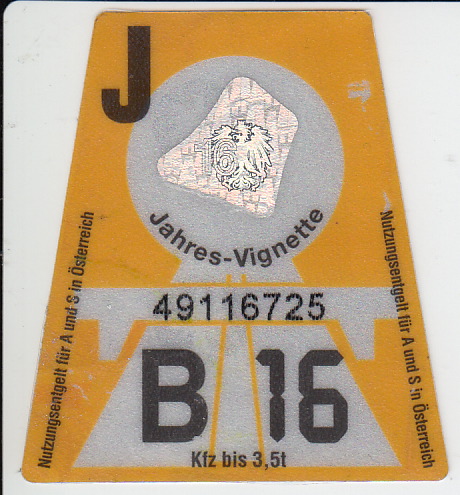 J
16
Jahres-Vignette
Nutzungsentgelt für A und S in Österreich
Nutzungsentgelt für A und S in Österreich
49116725
B 16
Kfz bis 3,5t